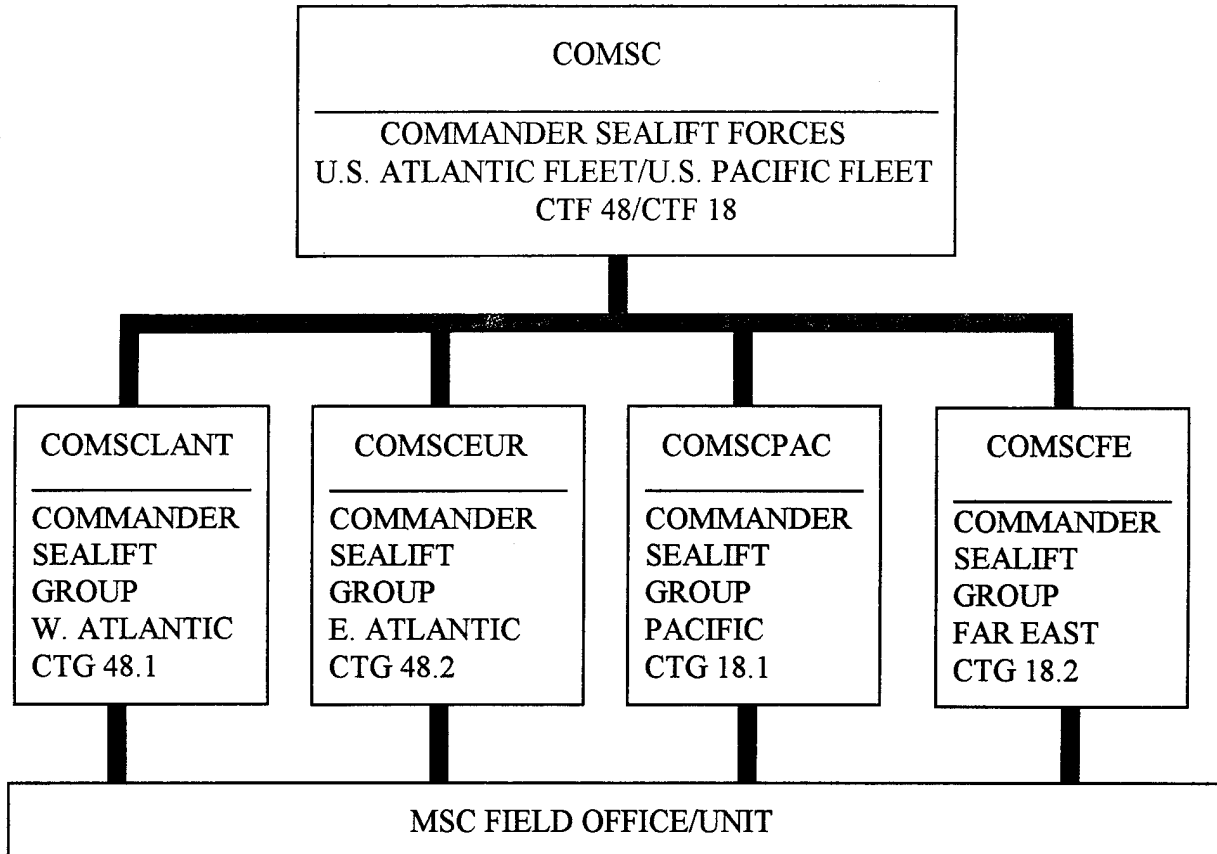 COMSC
COMMANDER SEALIFT FORCES
U.S. ATLANTIC FLEET/U.S. PACIFIC FLEET
CTF 48/CTF 18
COMSCLANT
COMMANDER
SEALIFT
GROUP
W. ATLANTIC
CTG 48.1
COMSCEUR
COMMANDER
SEALIFT
GROUP
E. ATLANTIC
CTG 48.2
COMSCPAC
COMMANDER
SEALIFT
GROUP
PACIFIC
CTG 18.1
COMSCFE
COMMANDER
SEALIFT
GROUP
FAR EAST
CTG 18.2
MSC FIELD OFFICE/UNIT